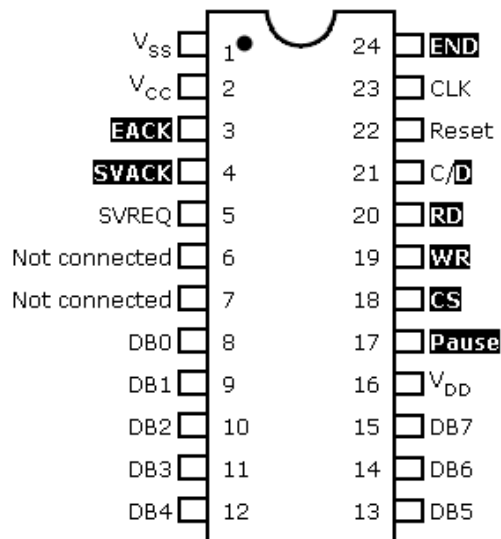 VSS 1 24 END
VCC 2 23 CLK
EACK 3 22 Reset
SVACK 4 21 C/D
SVREQ 5 20 RD
Not connected 6 19 WR
Not connected 7 18 CS
DB0 8 17 Pause
DB1 9 16 VDD
DB2 10 15 DB7
DB3 11 14 DB6
DB4 12 13 DB5